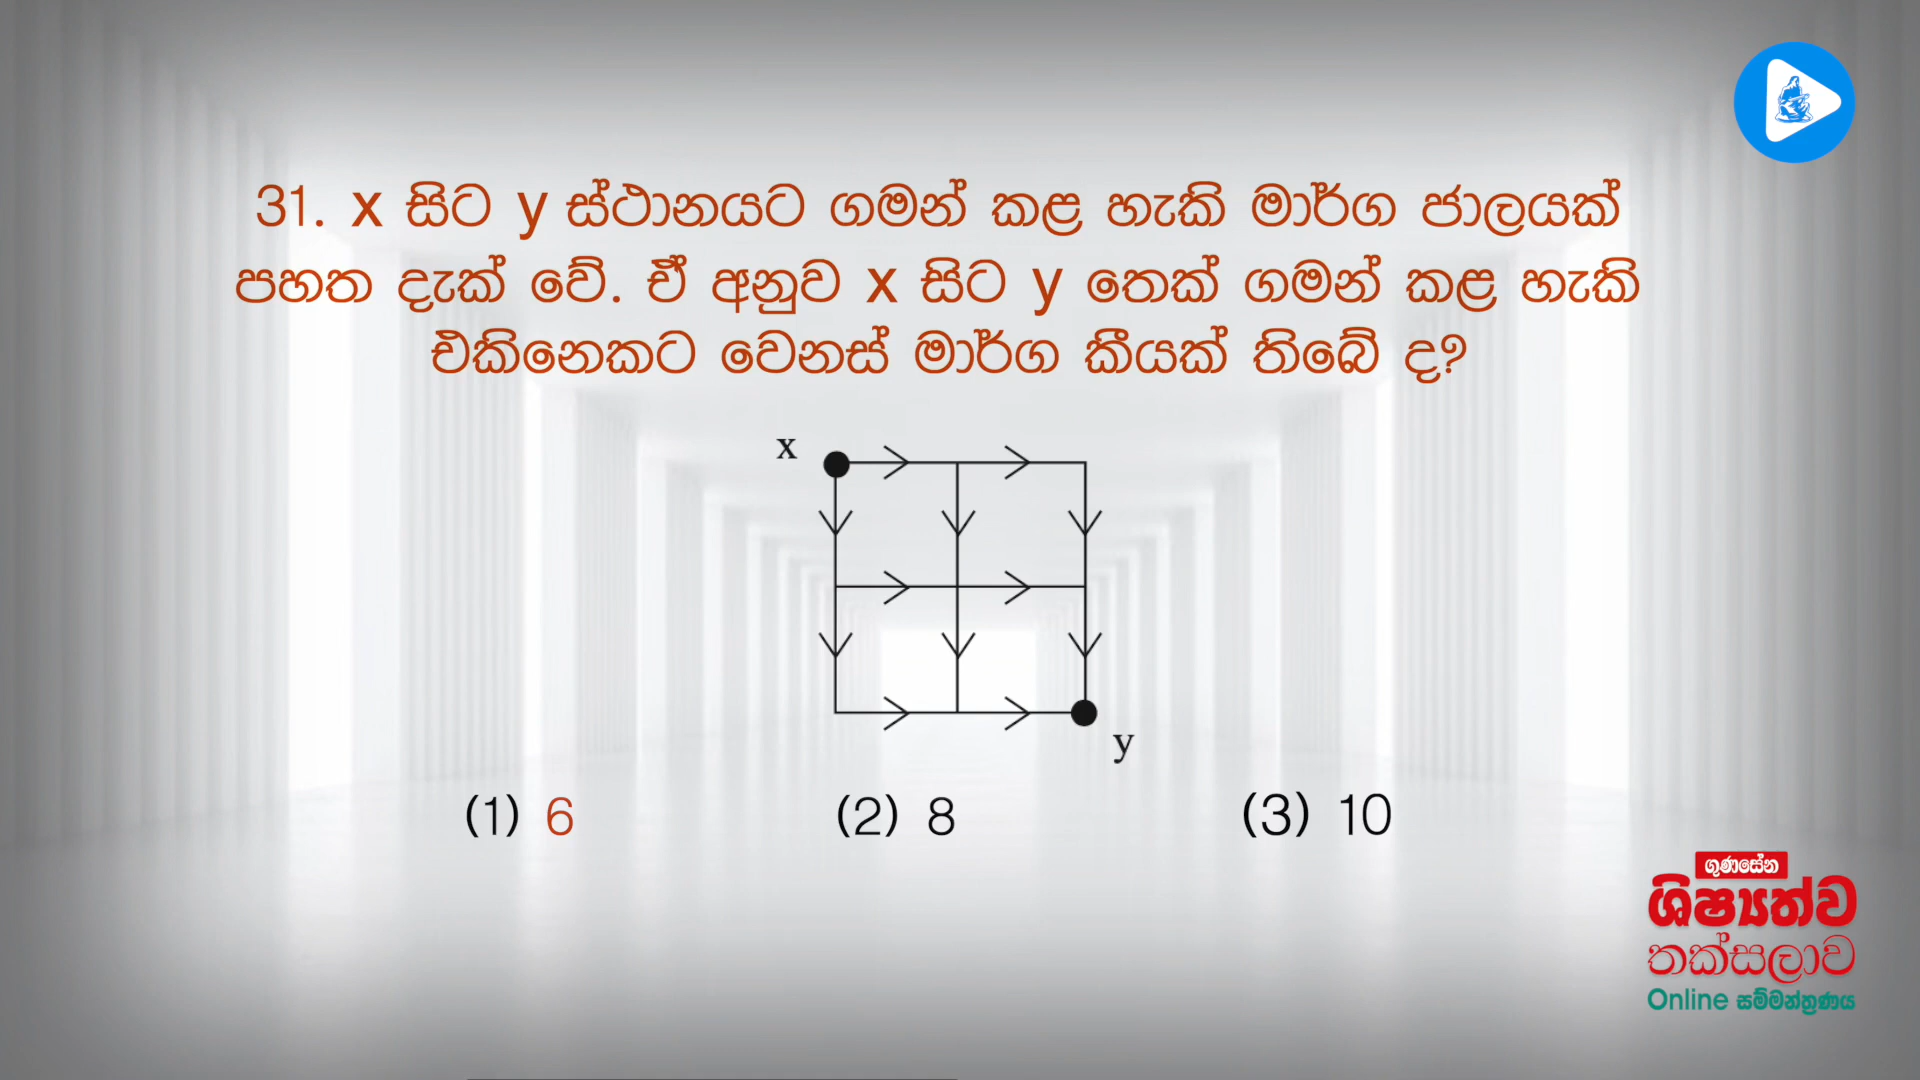 31. x සිට y ස්ථානයට ගමන් කළ හැකි මාර්ග ජාලයක්
පහත දැක් වේ. ඒ අනුව x සිට y තෙක් ගමන් කළ හැකි
එකිනෙකට වෙනස් මාර්ග කීයක් තිබේ ද?
x
y
(1) 6 (2) 8 (3) 10
ගුණසේන
ශිෂ්‍යත්ව
තක්සලාව
Online සම්මන්ත්‍රණය